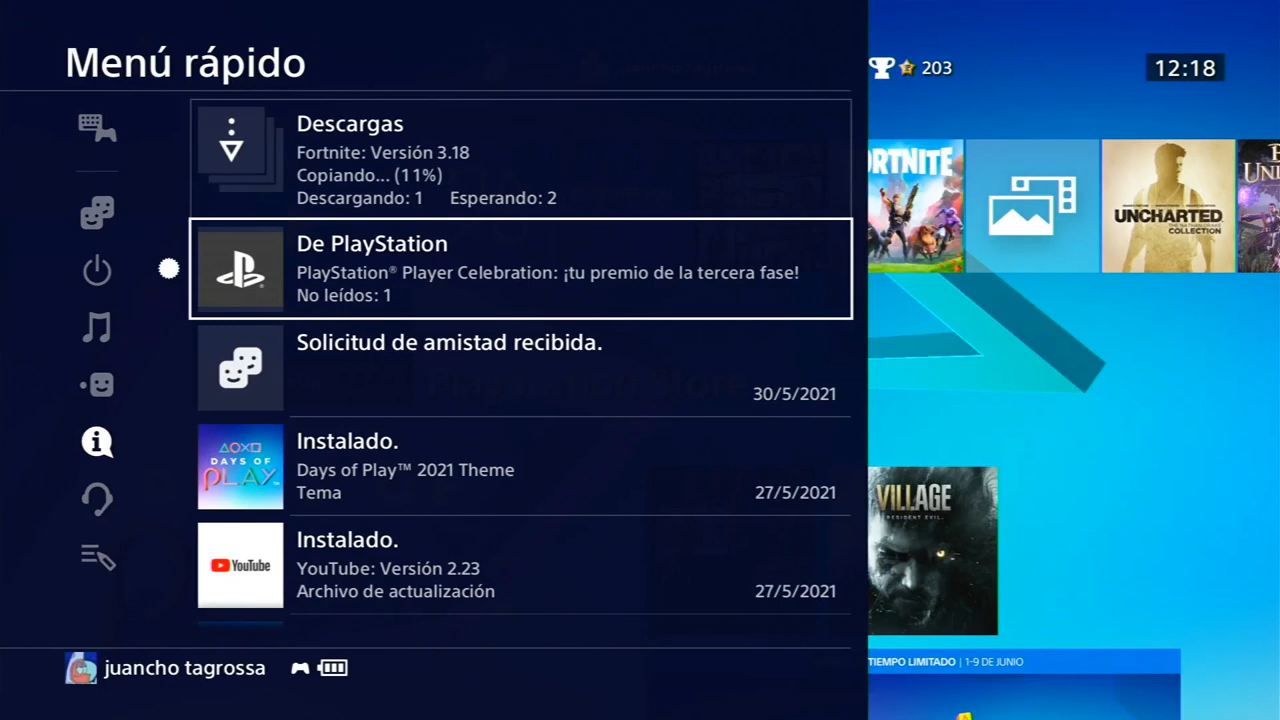 Menú rápido
203
12:18
Descargas
Fortnite: Versión 3.18
Copiando... (11%)
Descargando: 1 Esperando: 2
De PlayStation
PlayStation® Player Celebration: ¡tu premio de la tercera fase!
No leídos: 1
Solicitud de amistad recibida.
30/5/2021
DAYS OF
PLAY
Instalado.
Days of Play™ 2021 Theme
Tema
27/5/2021
YouTube
Instalado.
YouTube: Versión 2.23
Archivo de actualización
27/5/2021
juancho tagrossa
ORTNITE
UNCHARTED
THE NATHAN DRAKE
COLLECTION
VILLAGE
RESIDENT EVIL
TIEMPO LIMITADO | 1-9 DE JUNIO